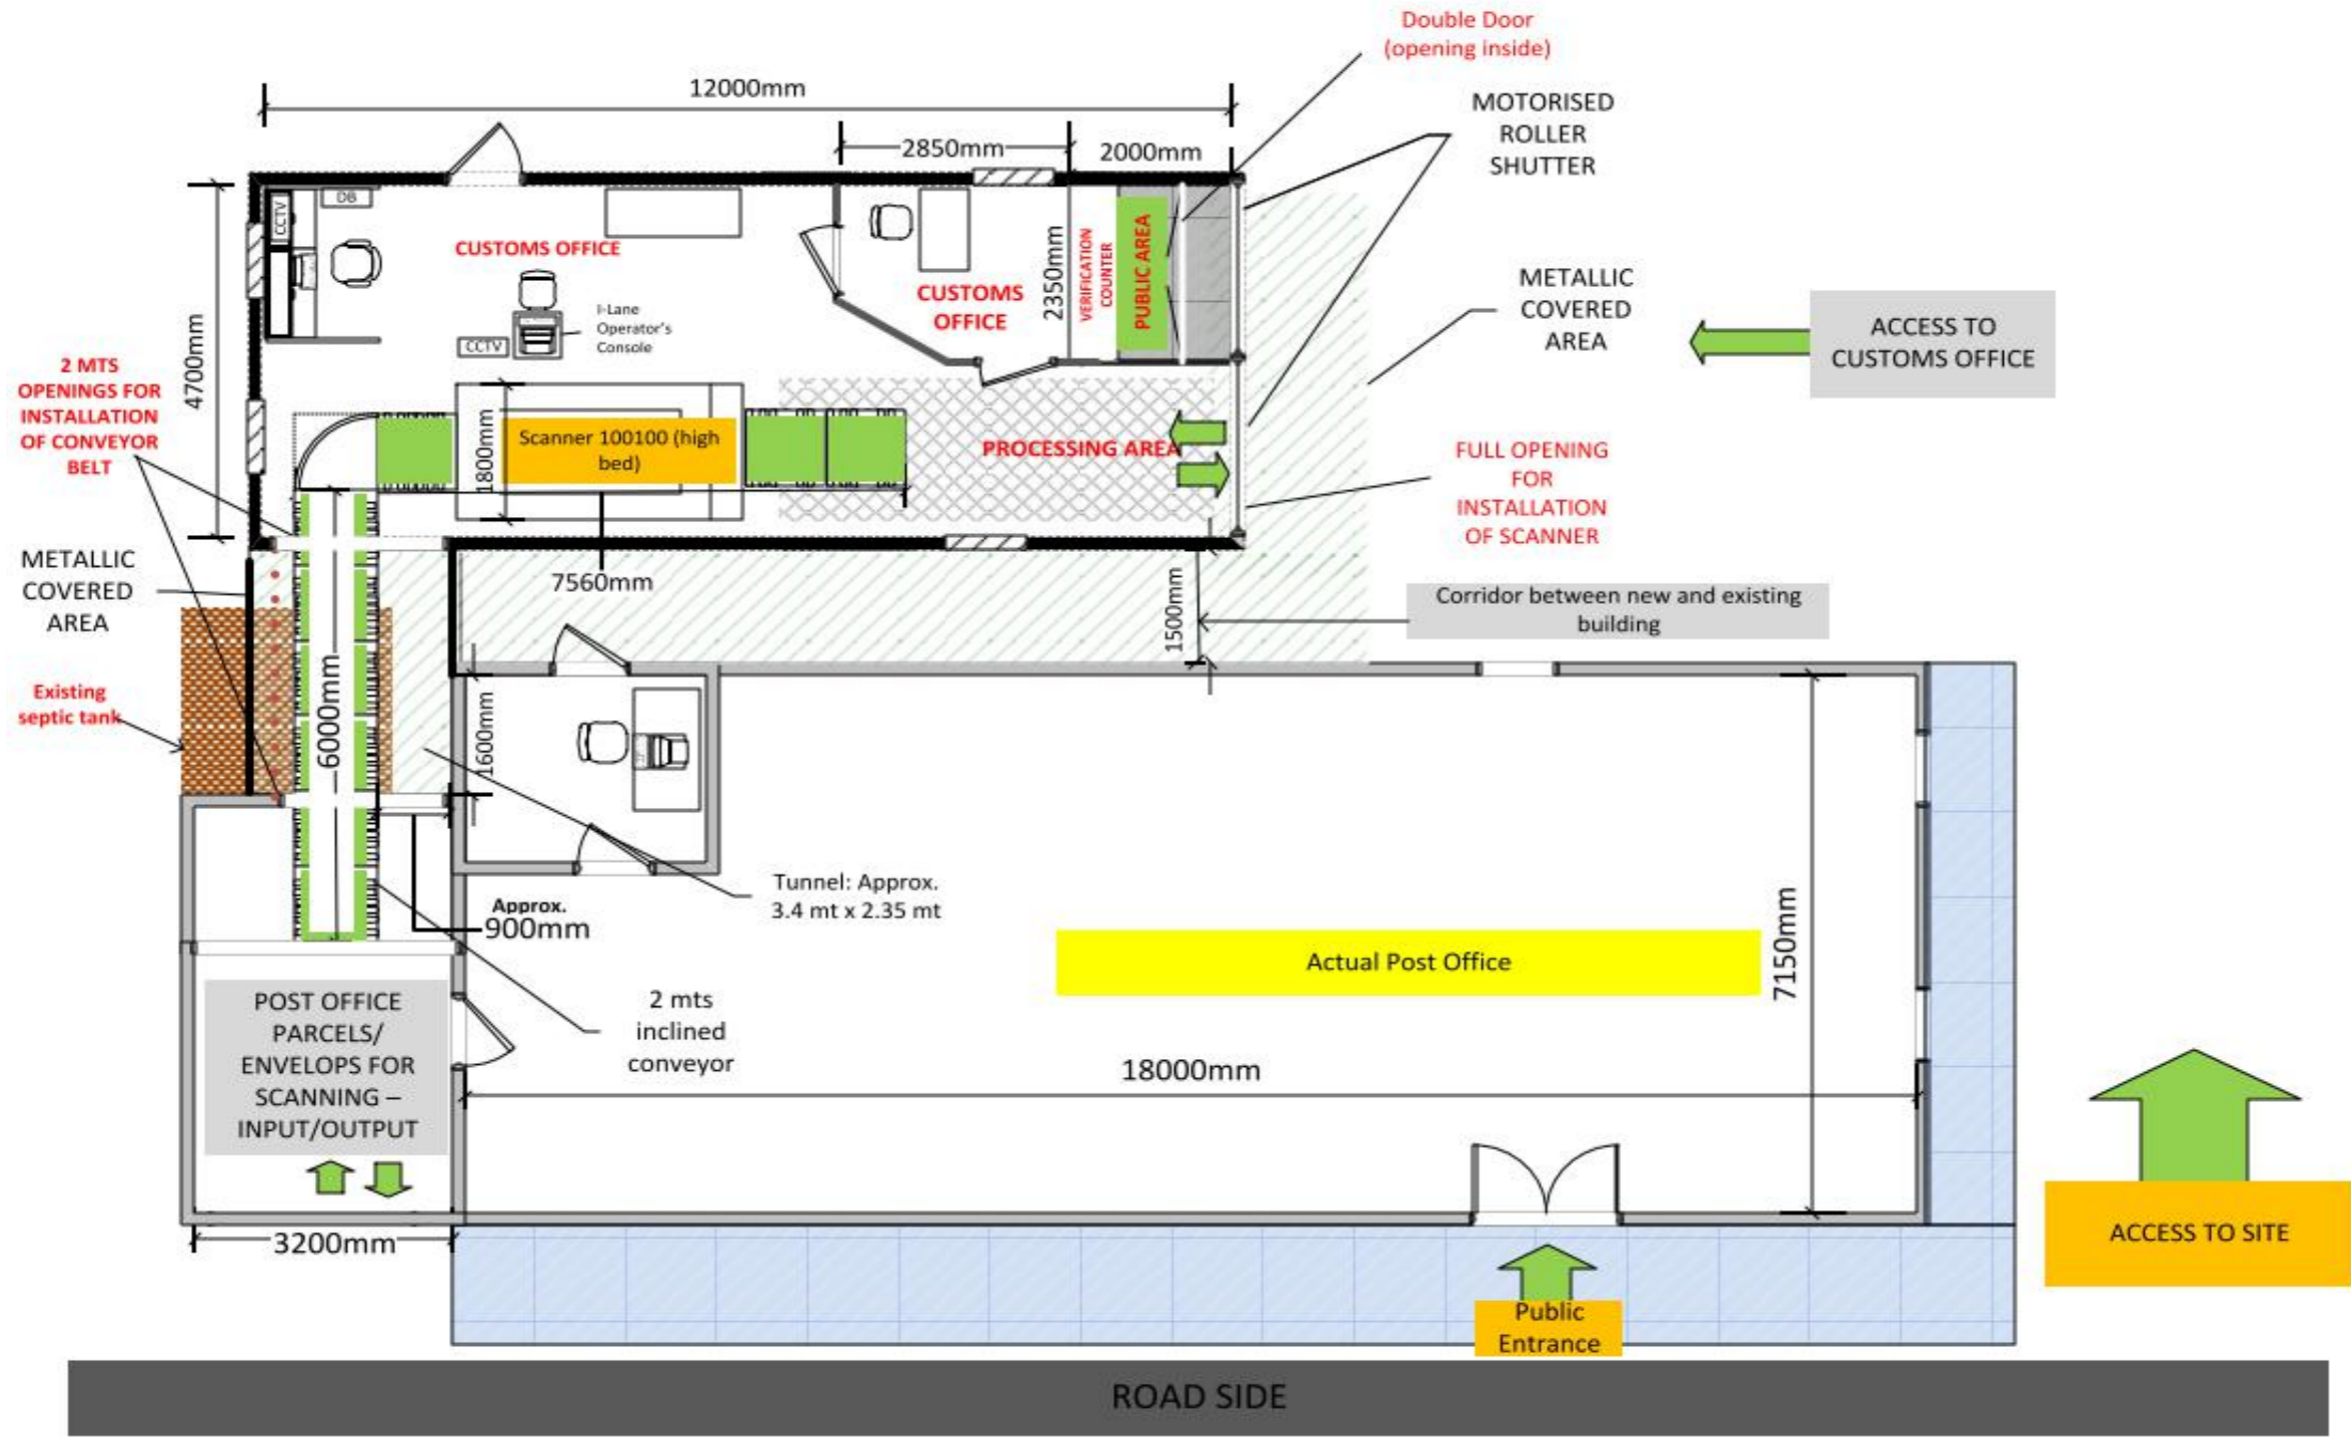 Double Door
(opening inside)
12000mm
MOTORISED
ROLLER
SHUTTER
2850mm
2000mm
CCTV
DB
CUSTOMS OFFICE
I-Lane
Operator's
Console
CCTV
CUSTOMS
OFFICE
2350mm
VERIFICATION
COUNTER
PUBLIC AREA
METALLIC
COVERED
AREA
ACCESS TO
CUSTOMS OFFICE
4700mm
2 MTS
OPENINGS FOR
INSTALLATION
OF CONVEYOR
BELT
1800mm
Scanner 100100 (high
bed)
PROCESSING AREA
FULL OPENING
FOR
INSTALLATION
OF SCANNER
METALLIC
COVERED
AREA
7560mm
1500mm
Corridor between new and existing
building
Existing
septic tank
6000mm
1600mm
Tunnel: Approx.
3.4 mt x 2.35 mt
Approx.
900mm
Actual Post Office
7150mm
POST OFFICE
PARCELS/
ENVELOPS FOR
SCANNING –
INPUT/OUTPUT
2 mts
inclined
conveyor
18000mm
3200mm
ACCESS TO SITE
Public
Entrance
ROAD SIDE